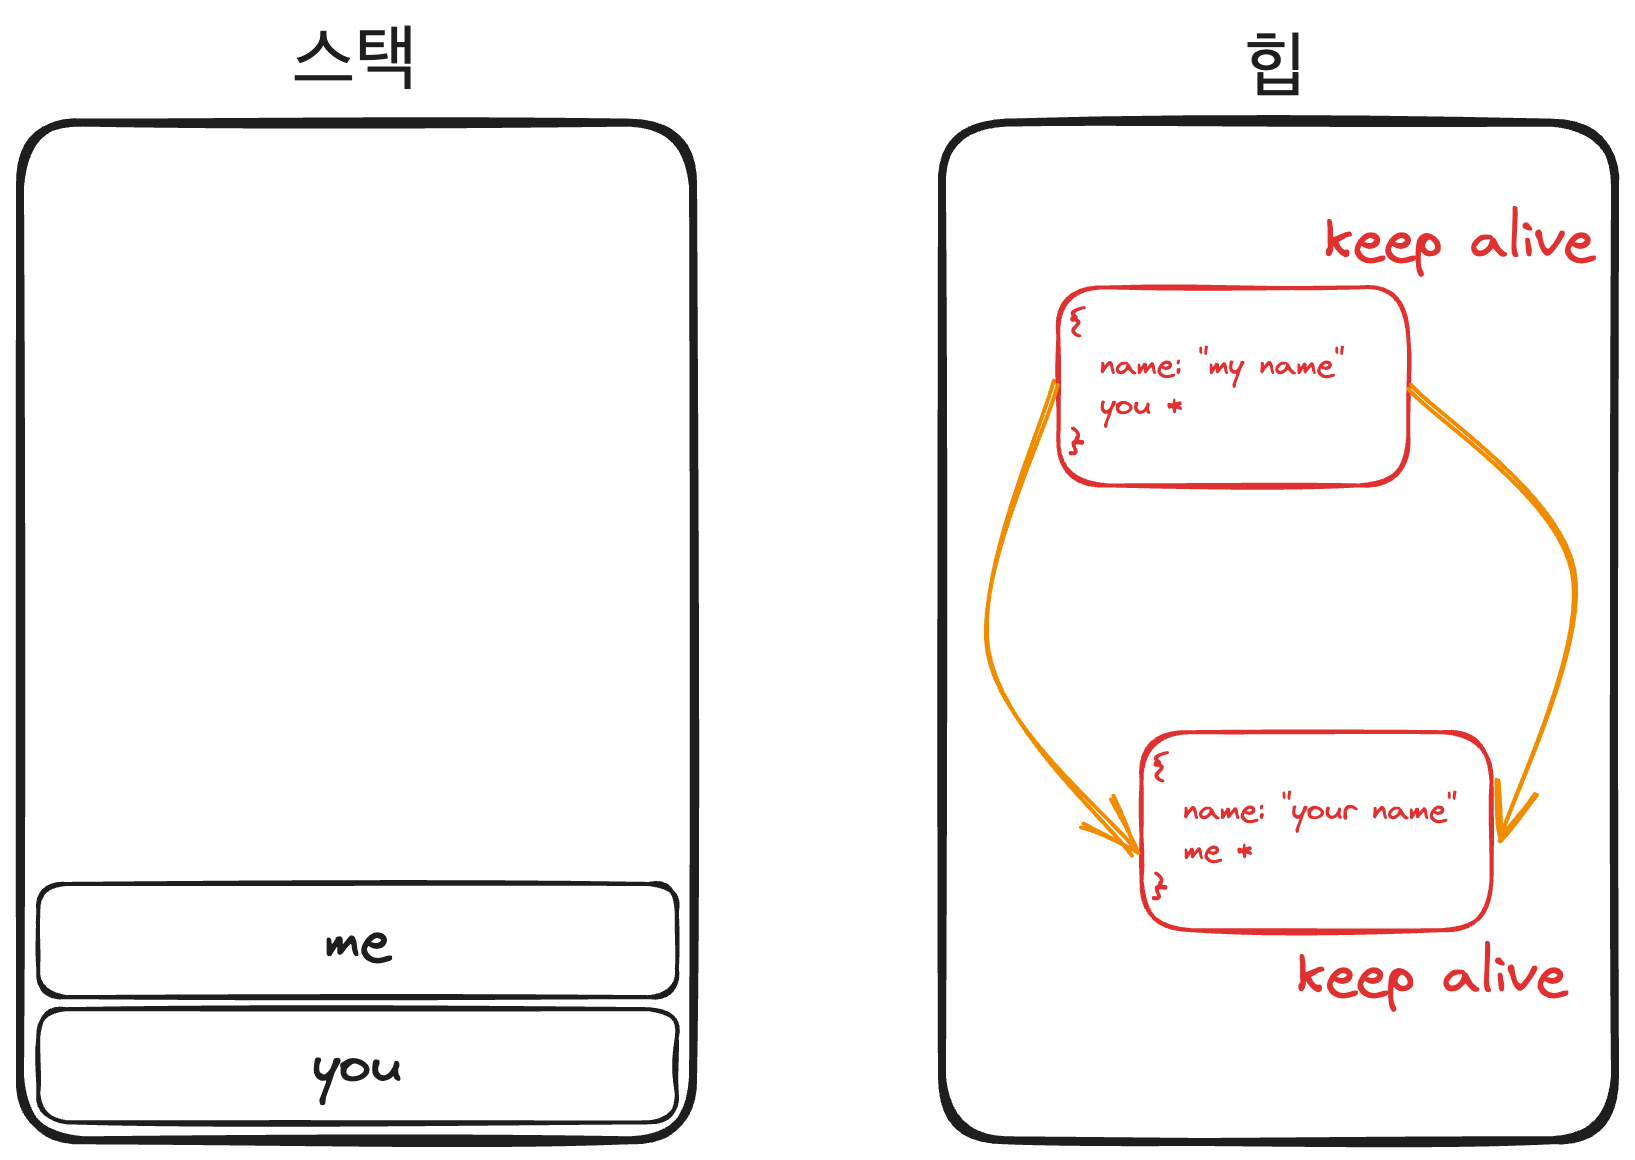 스택
me
you
힙
keep alive
{
name: "my name"
you *
}
{
name: "your name"
me *
}
keep alive